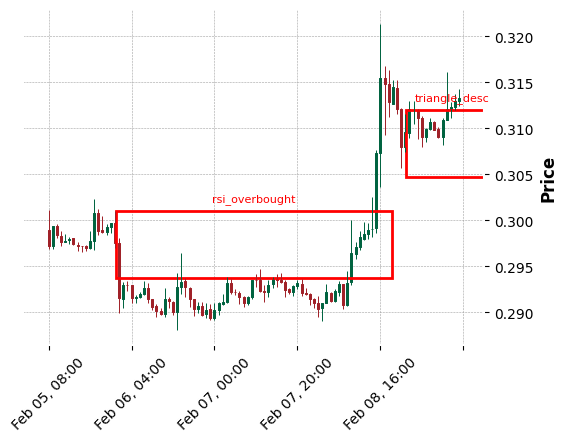 0.320
0.315
triangle_desc
0.310
0.305
rsi_overbought
0.300
0.295
0.290
Price
Feb 05, 08:00
Feb 06, 04:00
Feb 07, 00:00
Feb 07, 20:00
Feb 08, 16:00